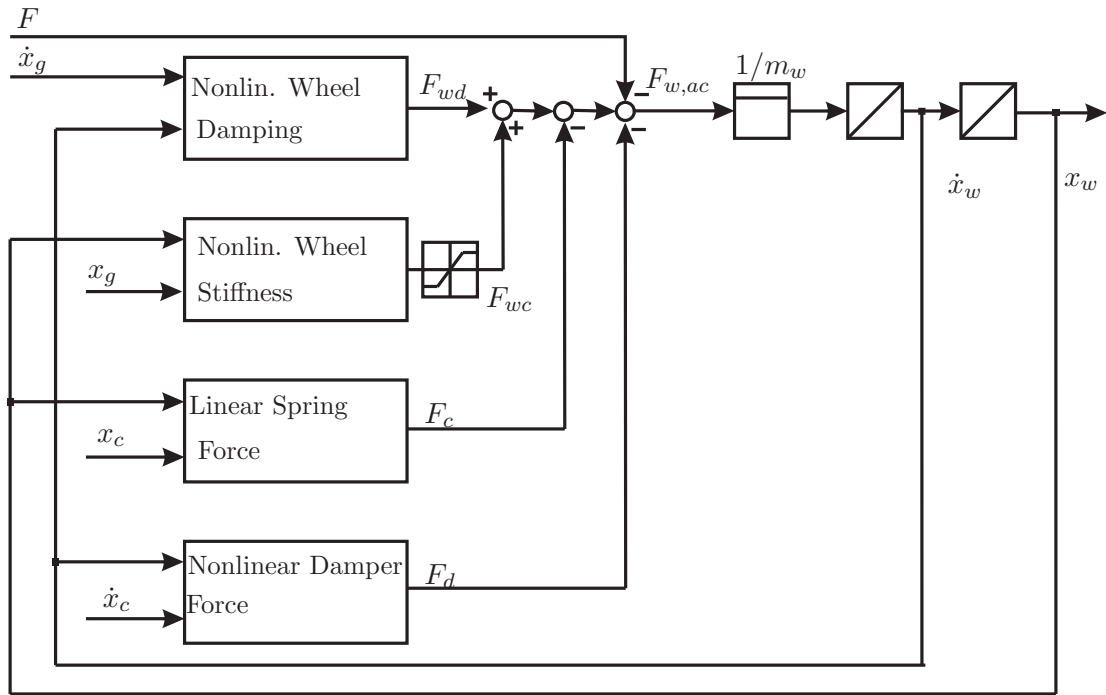 F
ẋ_g
Nonlin. Wheel
Damping
F_wd
+
+
−
−
−
F_w,ac
1/m_w
ẋ_w
x_w
Nonlin. Wheel
Stiffness
x_g
F_wc
Linear Spring
Force
x_c
F_c
Nonlinear Damper
Force
ẋ_c
F_d